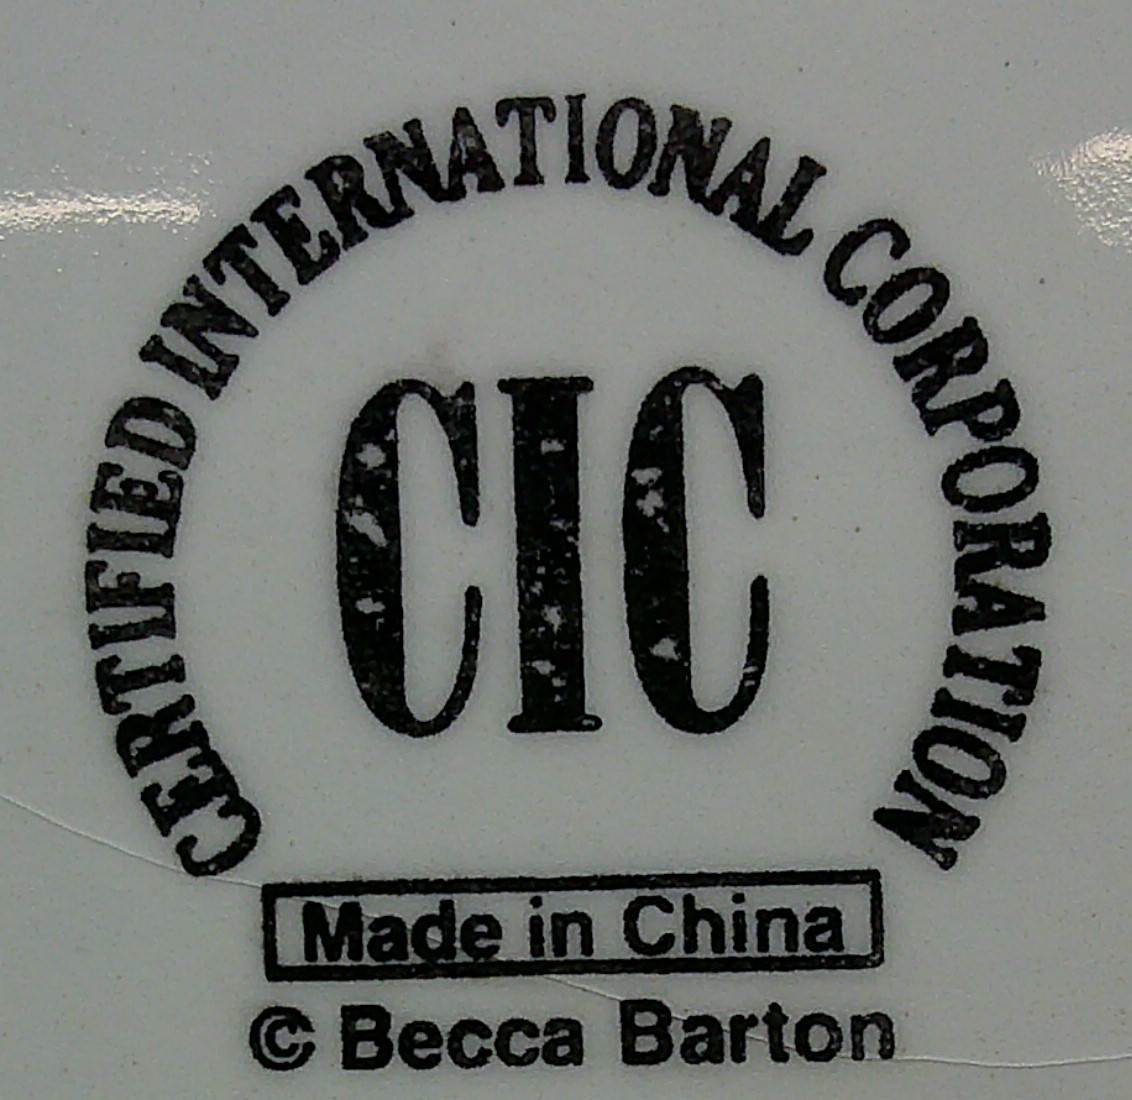 CERTIFIED INTERNATIONAL CORPORATION
CIC
Made in China
© Becca Barton